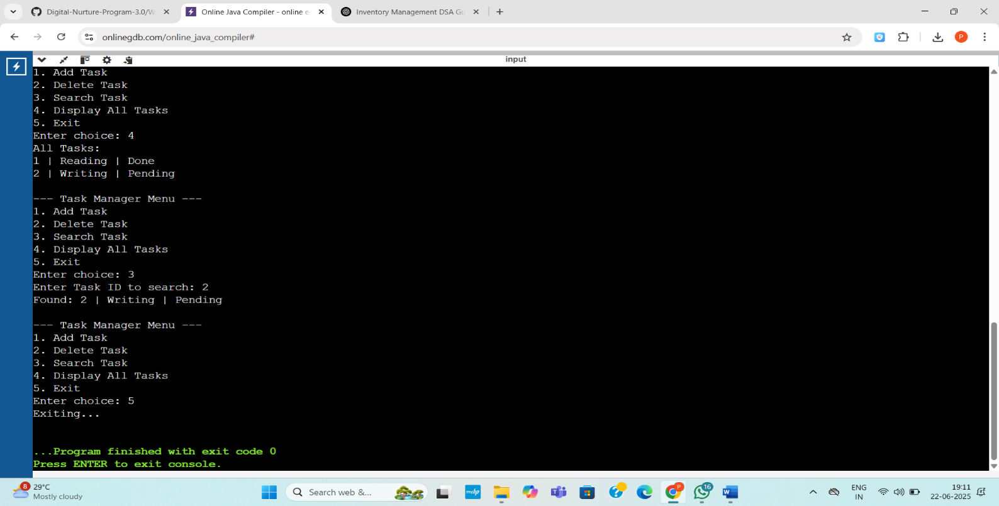 Digital-Nurture-Program-3.0/W
Online Java Compiler - online e
Inventory Management DSA Gu
onlinegdb.com/online_java_compiler#
P
input
1. Add Task
2. Delete Task
3. Search Task
4. Display All Tasks
5. Exit
Enter choice: 4
All Tasks:
1 | Reading | Done
2 | Writing | Pending
--- Task Manager Menu ---
1. Add Task
2. Delete Task
3. Search Task
4. Display All Tasks
5. Exit
Enter choice: 3
Enter Task ID to search: 2
Found: 2 | Writing | Pending
--- Task Manager Menu ---
1. Add Task
2. Delete Task
3. Search Task
4. Display All Tasks
5. Exit
Enter choice: 5
Exiting...
...Program finished with exit code 0
Press ENTER to exit console.
8
29°C
Mostly cloudy
Search web &...
myhp
P
16
ENG
IN
19:11
22-06-2025